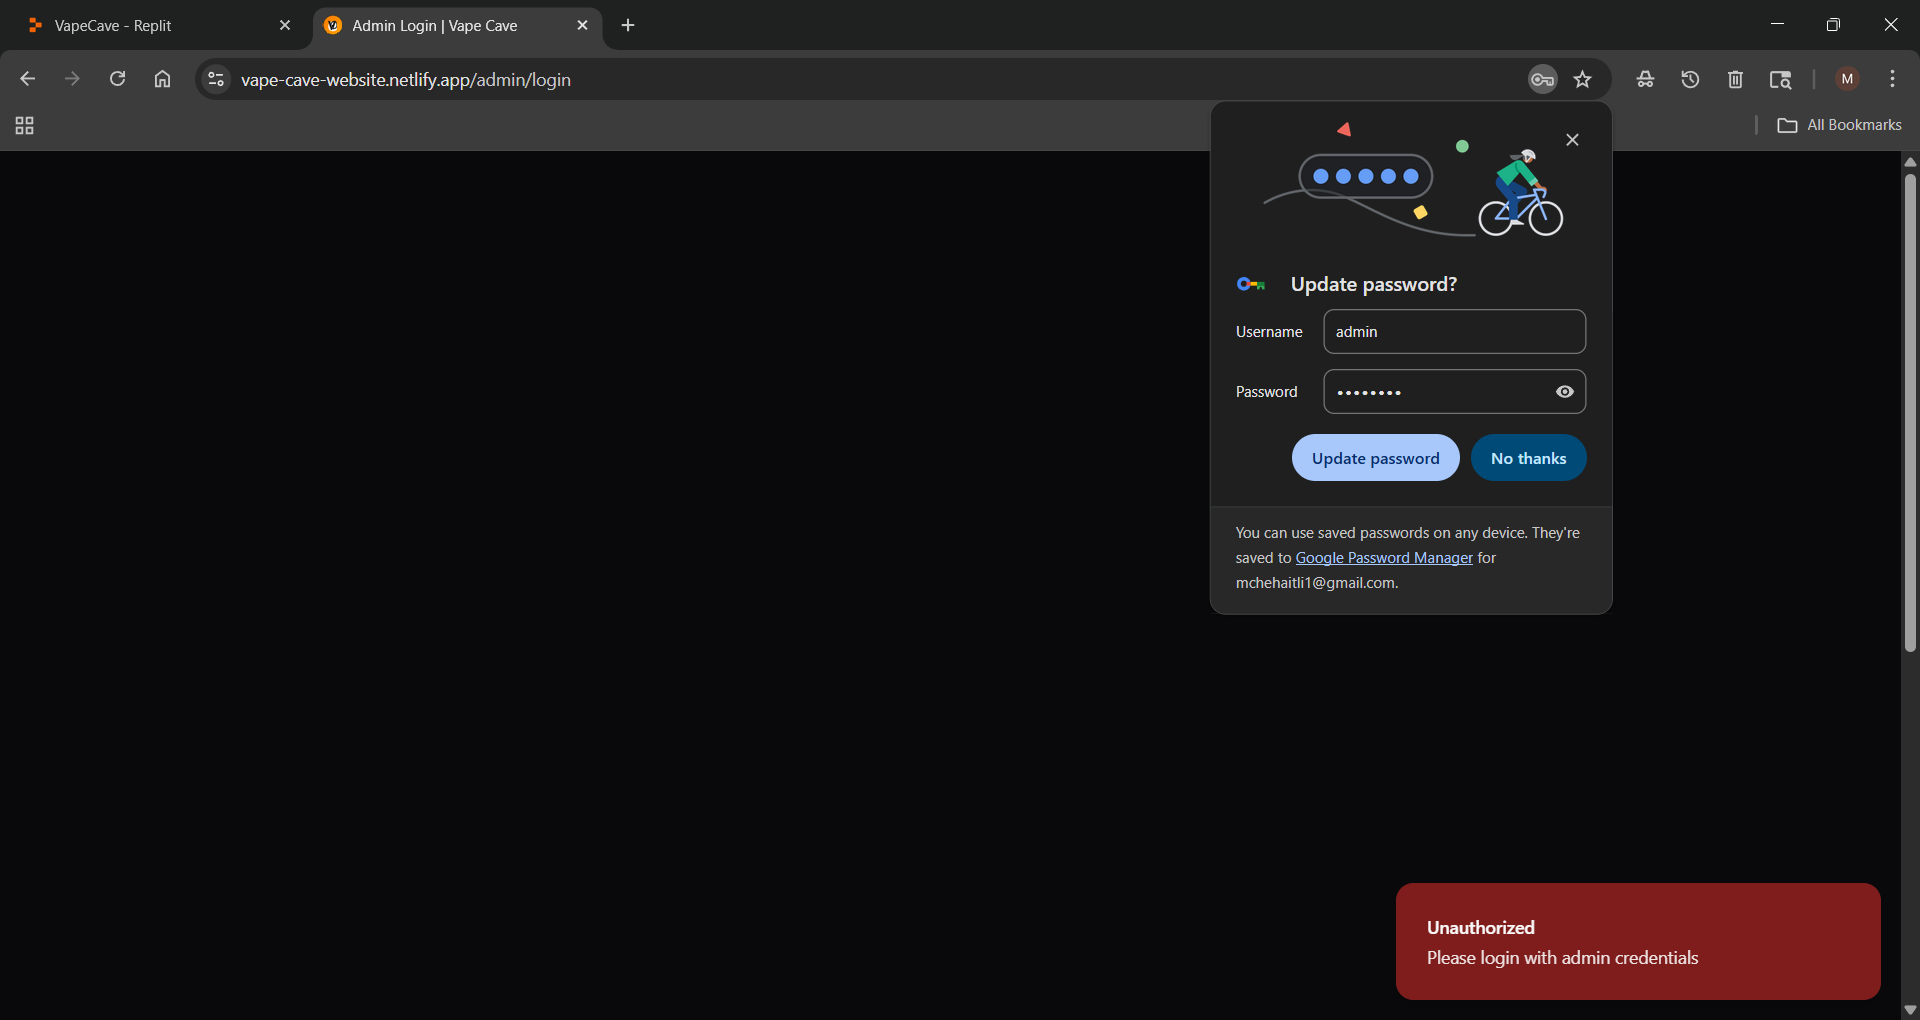 VapeCave - Replit
Admin Login | Vape Cave
vape-cave-website.netlify.app/admin/login
M
All Bookmarks
Update password?
Username
admin
Password
••••••••
Update password
No thanks
You can use saved passwords on any device. They're
saved to Google Password Manager for
mchehaitli1@gmail.com.
Unauthorized
Please login with admin credentials